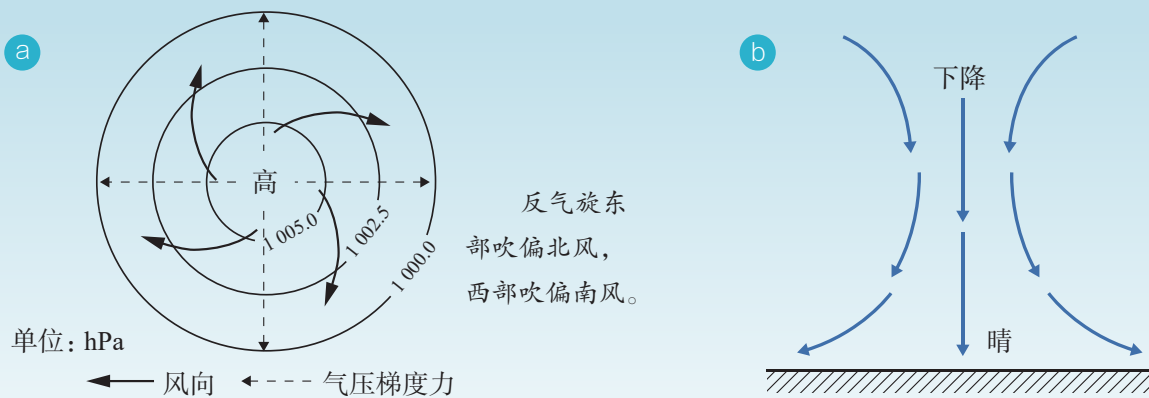 a
高
1 005.0
1 002.5
1 000.0
反气旋东
部吹偏北风，
西部吹偏南风。
单位：hPa
风向
气压梯度力
b
下降
晴